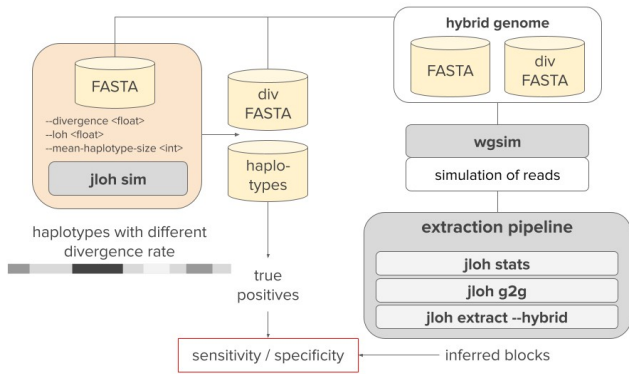 FASTA
--divergence <float>
--loh <float>
--mean-haplotype-size <int>
jloh sim
div
FASTA
haplo-
types
haplotypes with different
divergence rate
true
positives
sensitivity / specificity
hybrid genome
FASTA
div
FASTA
wgsim
simulation of reads
extraction pipeline
jloh stats
jloh g2g
jloh extract --hybrid
inferred blocks